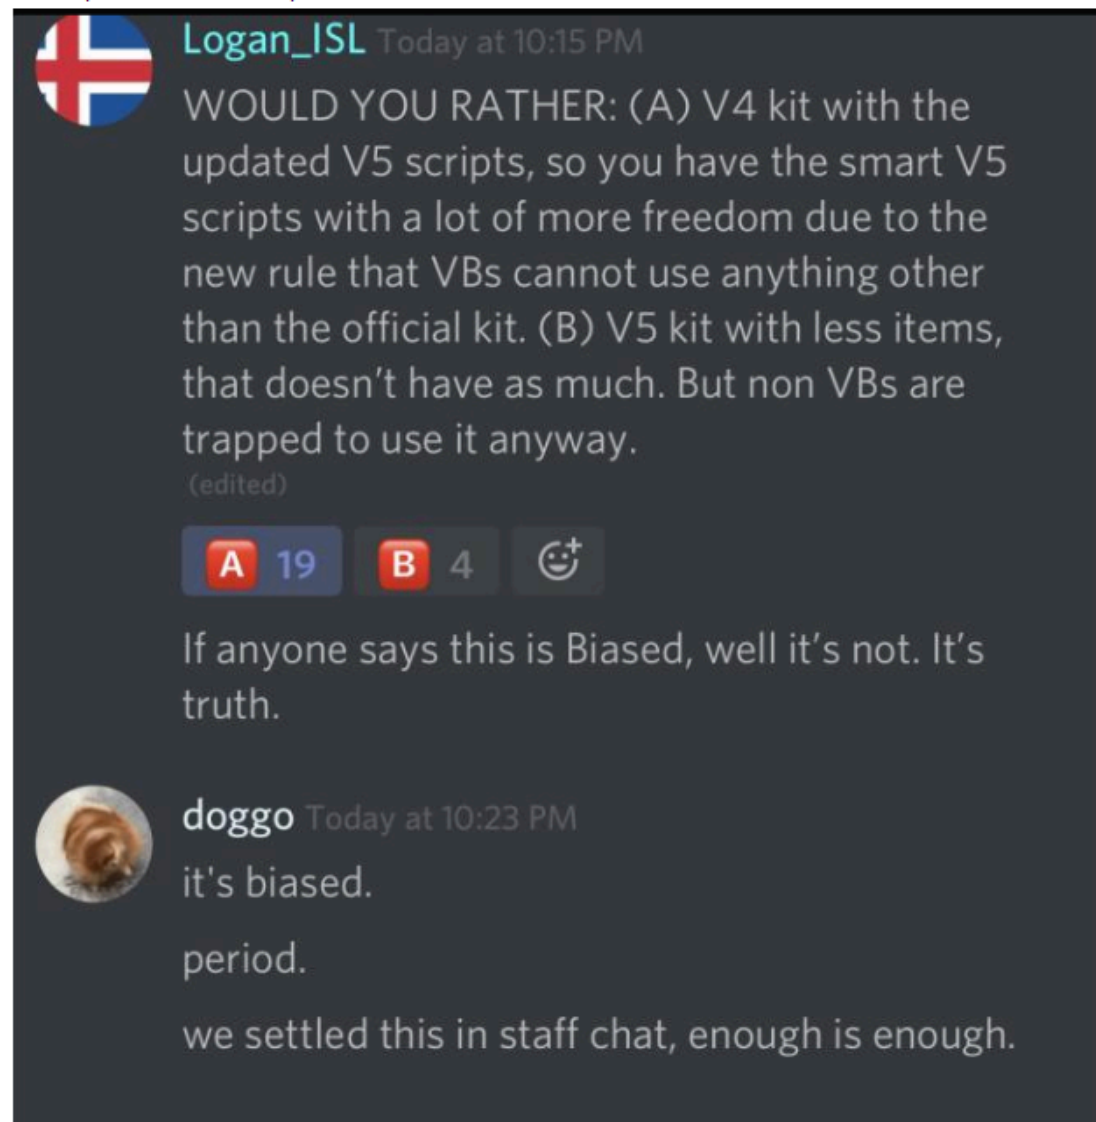 Logan_ISL Today at 10:15 PM
WOULD YOU RATHER: (A) V4 kit with the
updated V5 scripts, so you have the smart V5
scripts with a lot of more freedom due to the
new rule that VBs cannot use anything other
than the official kit. (B) V5 kit with less items,
that doesn't have as much. But non VBs are
trapped to use it anyway.
(edited)
A 19 B 4
If anyone says this is Biased, well it's not. It's
truth.
doggo Today at 10:23 PM
it's biased.
period.
we settled this in staff chat, enough is enough.